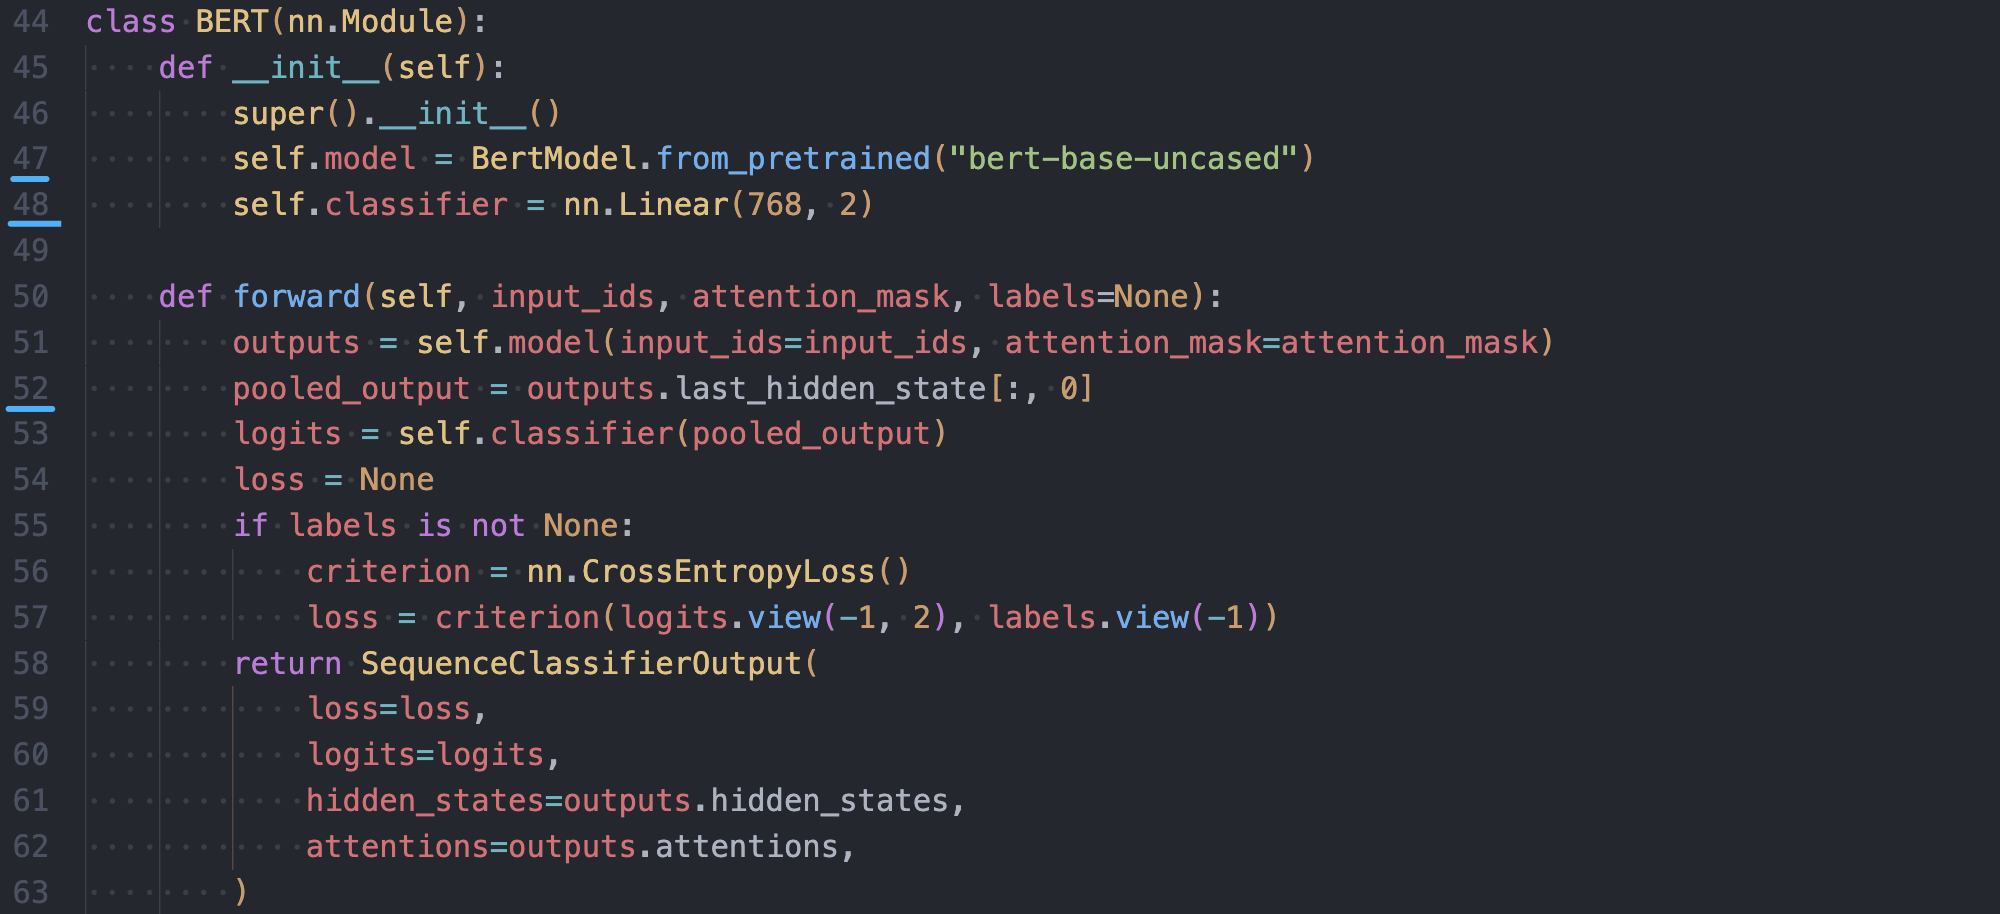 44 class BERT(nn.Module):
45     def __init__(self):
46         super().__init__()
47         self.model = BertModel.from_pretrained("bert-base-uncased")
48         self.classifier = nn.Linear(768, 2)
49
50     def forward(self, input_ids, attention_mask, labels=None):
51         outputs = self.model(input_ids=input_ids, attention_mask=attention_mask)
52         pooled_output = outputs.last_hidden_state[:, 0]
53         logits = self.classifier(pooled_output)
54         loss = None
55         if labels is not None:
56             criterion = nn.CrossEntropyLoss()
57             loss = criterion(logits.view(-1, 2), labels.view(-1))
58         return SequenceClassifierOutput(
59             loss=loss,
60             logits=logits,
61             hidden_states=outputs.hidden_states,
62             attentions=outputs.attentions,
63         )